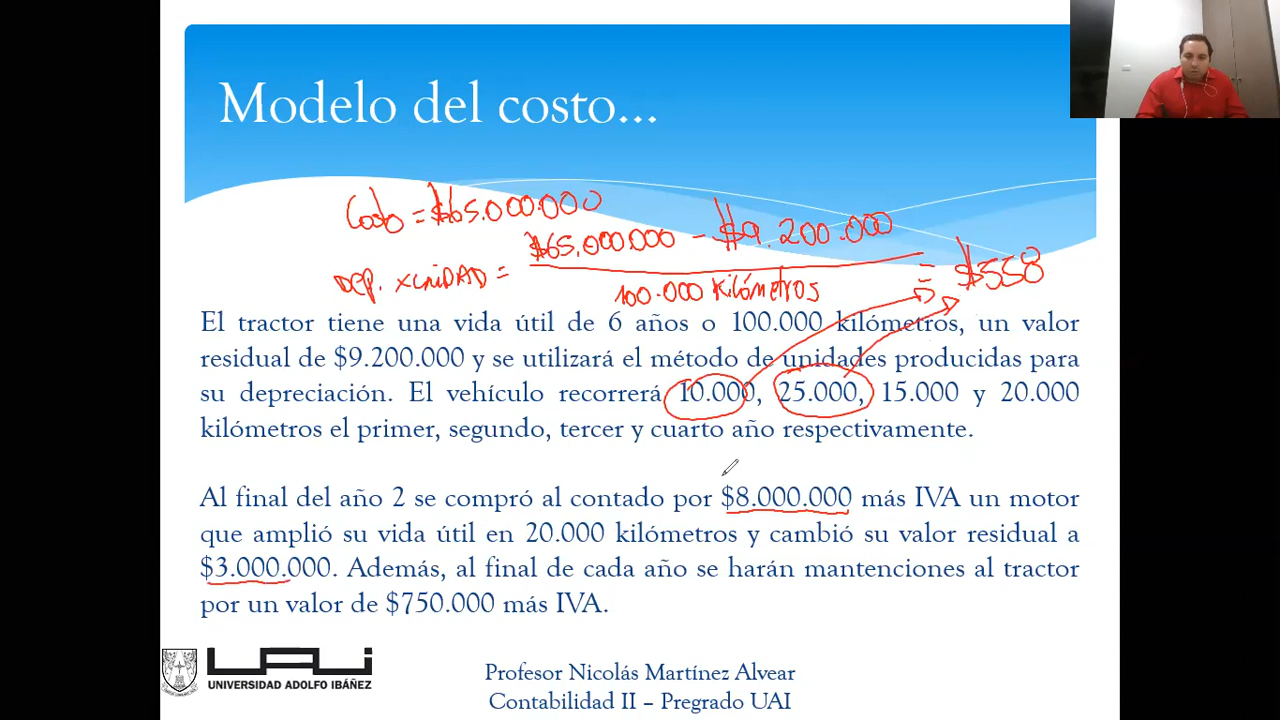 Modelo del costo...
Costo = $65.000.000
$65.000.000 - $9.200.000
DEP. x UNIDAD = = $558
100.000 Kilómetros
El tractor tiene una vida útil de 6 años o 100.000 kilómetros, un valor
residual de $9.200.000 y se utilizará el método de unidades producidas para
su depreciación. El vehículo recorrerá 10.000, 25.000, 15.000 y 20.000
kilómetros el primer, segundo, tercer y cuarto año respectivamente.
Al final del año 2 se compró al contado por $8.000.000 más IVA un motor
que amplió su vida útil en 20.000 kilómetros y cambió su valor residual a
$3.000.000. Además, al final de cada año se harán mantenciones al tractor
por un valor de $750.000 más IVA.
UAI
UNIVERSIDAD ADOLFO IBÁÑEZ
Profesor Nicolás Martínez Alvear
Contabilidad II – Pregrado UAI